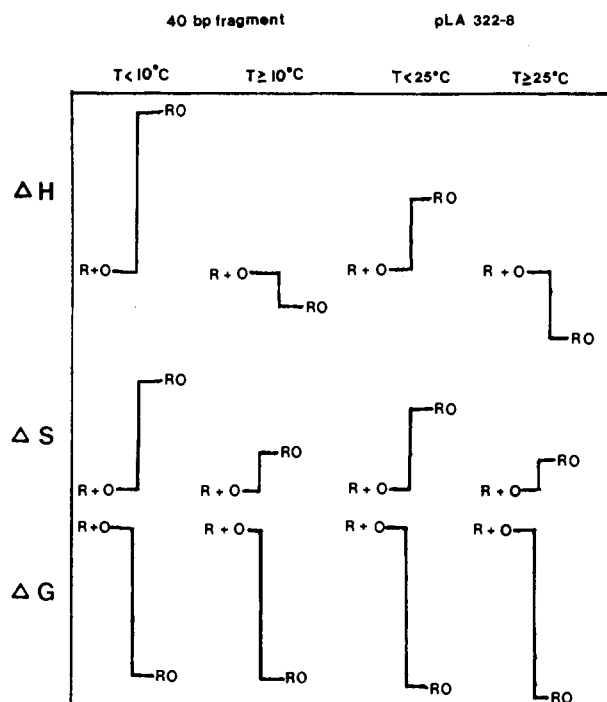 40 bp fragment pLA 322-8
T<10°C T≥10°C T<25°C T≥25°C
ΔH
RO
R+O
R+O
RO
RO
R+O
R+O
RO
ΔS
RO
R+O
RO
R+O
RO
R+O
RO
R+O
ΔG
R+O
RO
R+O
RO
R+O
RO
R+O
RO